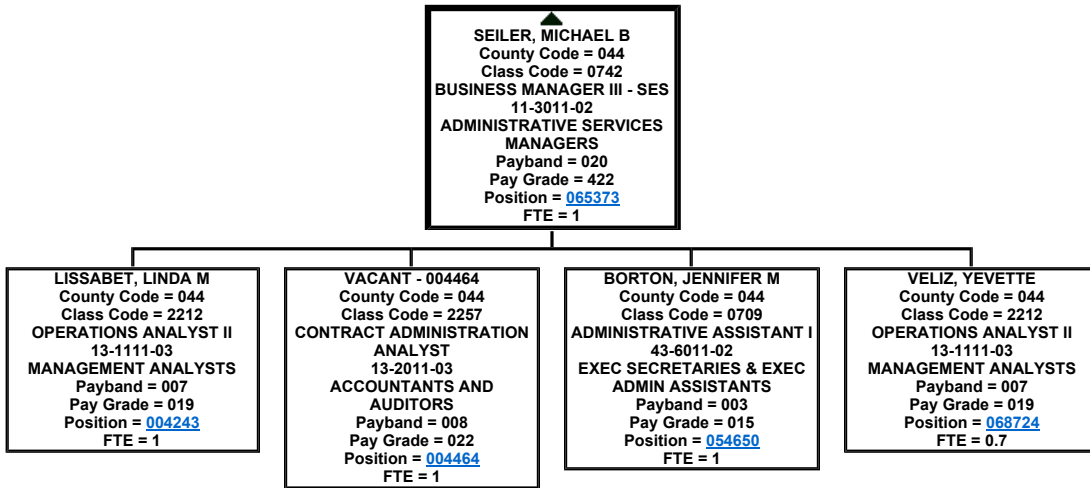 SEILER, MICHAEL B
County Code = 044
Class Code = 0742
BUSINESS MANAGER III - SES
11-3011-02
ADMINISTRATIVE SERVICES
MANAGERS
Payband = 020
Pay Grade = 422
Position = 065373
FTE = 1
LISSABET, LINDA M
County Code = 044
Class Code = 2212
OPERATIONS ANALYST II
13-1111-03
MANAGEMENT ANALYSTS
Payband = 007
Pay Grade = 019
Position = 004243
FTE = 1
VACANT - 004464
County Code = 044
Class Code = 2257
CONTRACT ADMINISTRATION
ANALYST
13-2011-03
ACCOUNTANTS AND
AUDITORS
Payband = 008
Pay Grade = 022
Position = 004464
FTE = 1
BORTON, JENNIFER M
County Code = 044
Class Code = 0709
ADMINISTRATIVE ASSISTANT I
43-6011-02
EXEC SECRETARIES & EXEC
ADMIN ASSISTANTS
Payband = 003
Pay Grade = 015
Position = 054650
FTE = 1
VELIZ, YEVETTE
County Code = 044
Class Code = 2212
OPERATIONS ANALYST II
13-1111-03
MANAGEMENT ANALYSTS
Payband = 007
Pay Grade = 019
Position = 068724
FTE = 0.7